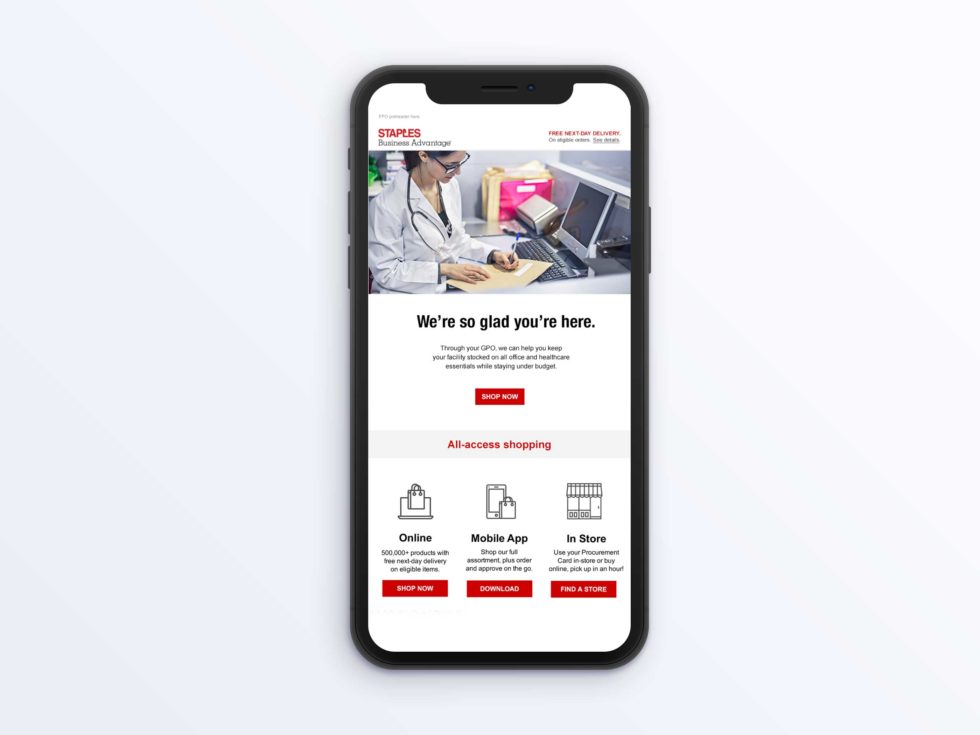 FPO preheader here.
STAPLES
Business Advantage
FREE NEXT-DAY DELIVERY.
On eligible orders. See details.
We're so glad you're here.
Through your GPO, we can help you keep
your facility stocked on all office and healthcare
essentials while staying under budget.
SHOP NOW
All-access shopping
Online
500,000+ products with
free next-day delivery
on eligible items.
SHOP NOW
Mobile App
Shop our full
assortment, plus order
and approve on the go.
DOWNLOAD
In Store
Use your Procurement
Card in-store or buy
online, pick up in an hour!
FIND A STORE